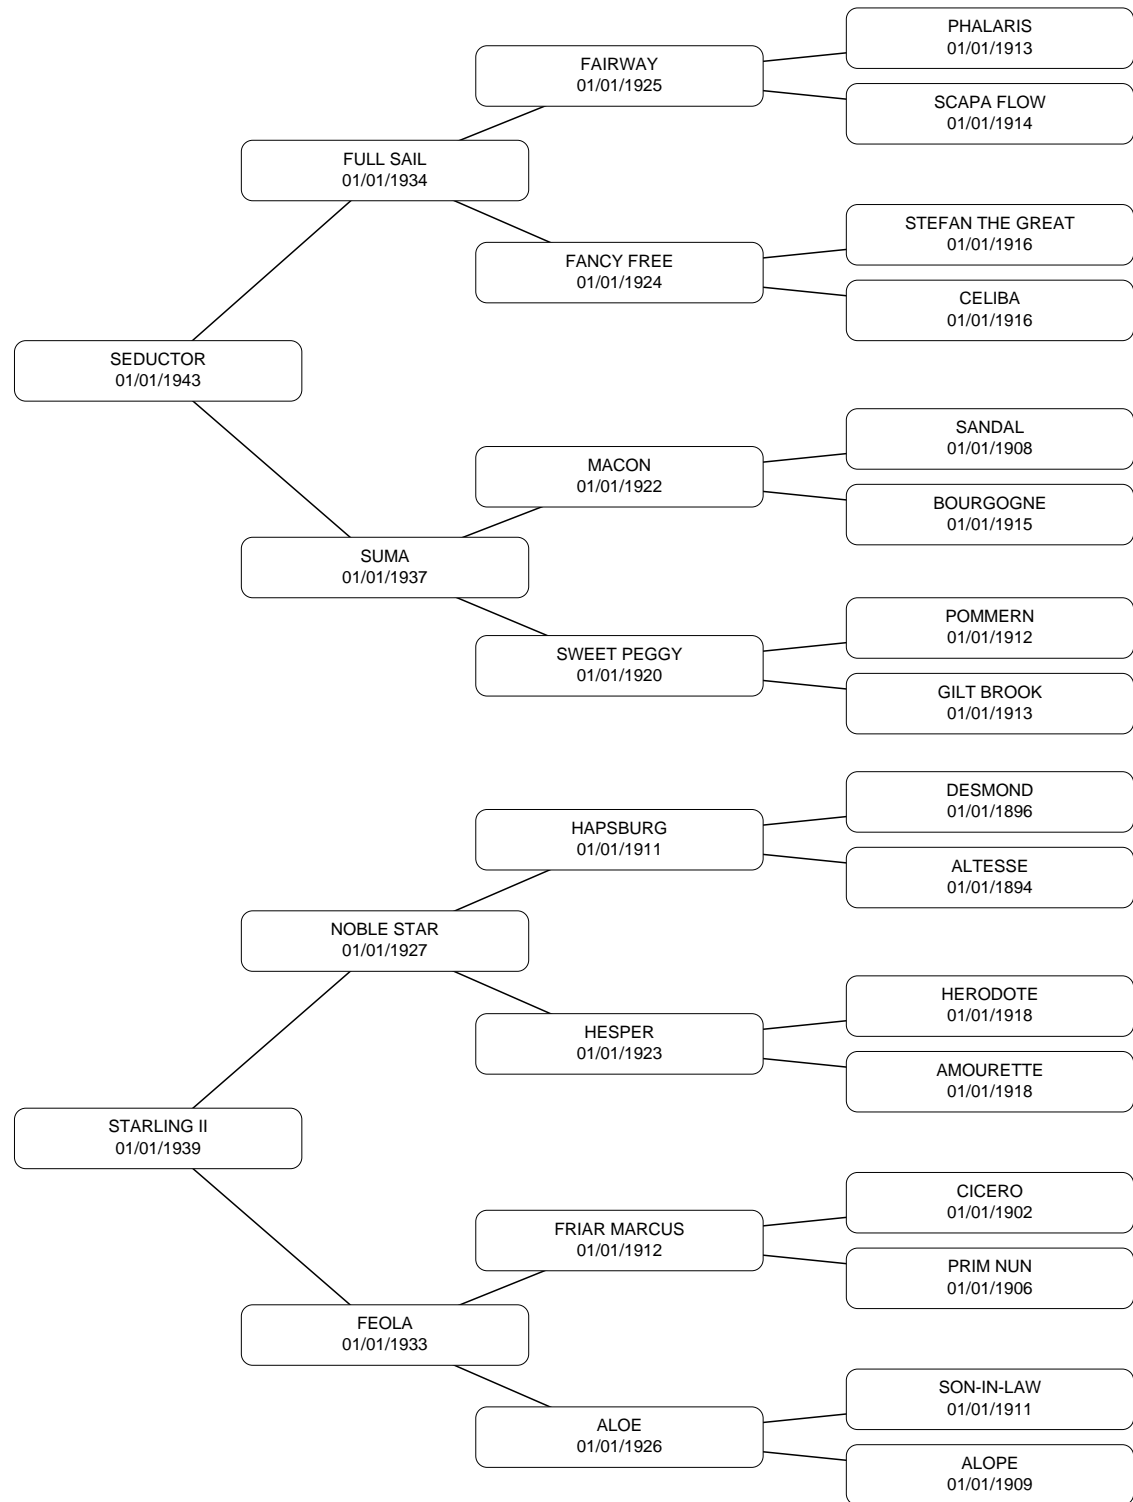 PHALARIS
01/01/1913
FAIRWAY
01/01/1925
SCAPA FLOW
01/01/1914
FULL SAIL
01/01/1934
STEFAN THE GREAT
01/01/1916
FANCY FREE
01/01/1924
CELIBA
01/01/1916
SEDUCTOR
01/01/1943
SANDAL
01/01/1908
MACON
01/01/1922
BOURGOGNE
01/01/1915
SUMA
01/01/1937
POMMERN
01/01/1912
SWEET PEGGY
01/01/1920
GILT BROOK
01/01/1913
DESMOND
01/01/1896
HAPSBURG
01/01/1911
ALTESSE
01/01/1894
NOBLE STAR
01/01/1927
HERODOTE
01/01/1918
HESPER
01/01/1923
AMOURETTE
01/01/1918
STARLING II
01/01/1939
CICERO
01/01/1902
FRIAR MARCUS
01/01/1912
PRIM NUN
01/01/1906
FEOLA
01/01/1933
SON-IN-LAW
01/01/1911
ALOE
01/01/1926
ALOPE
01/01/1909